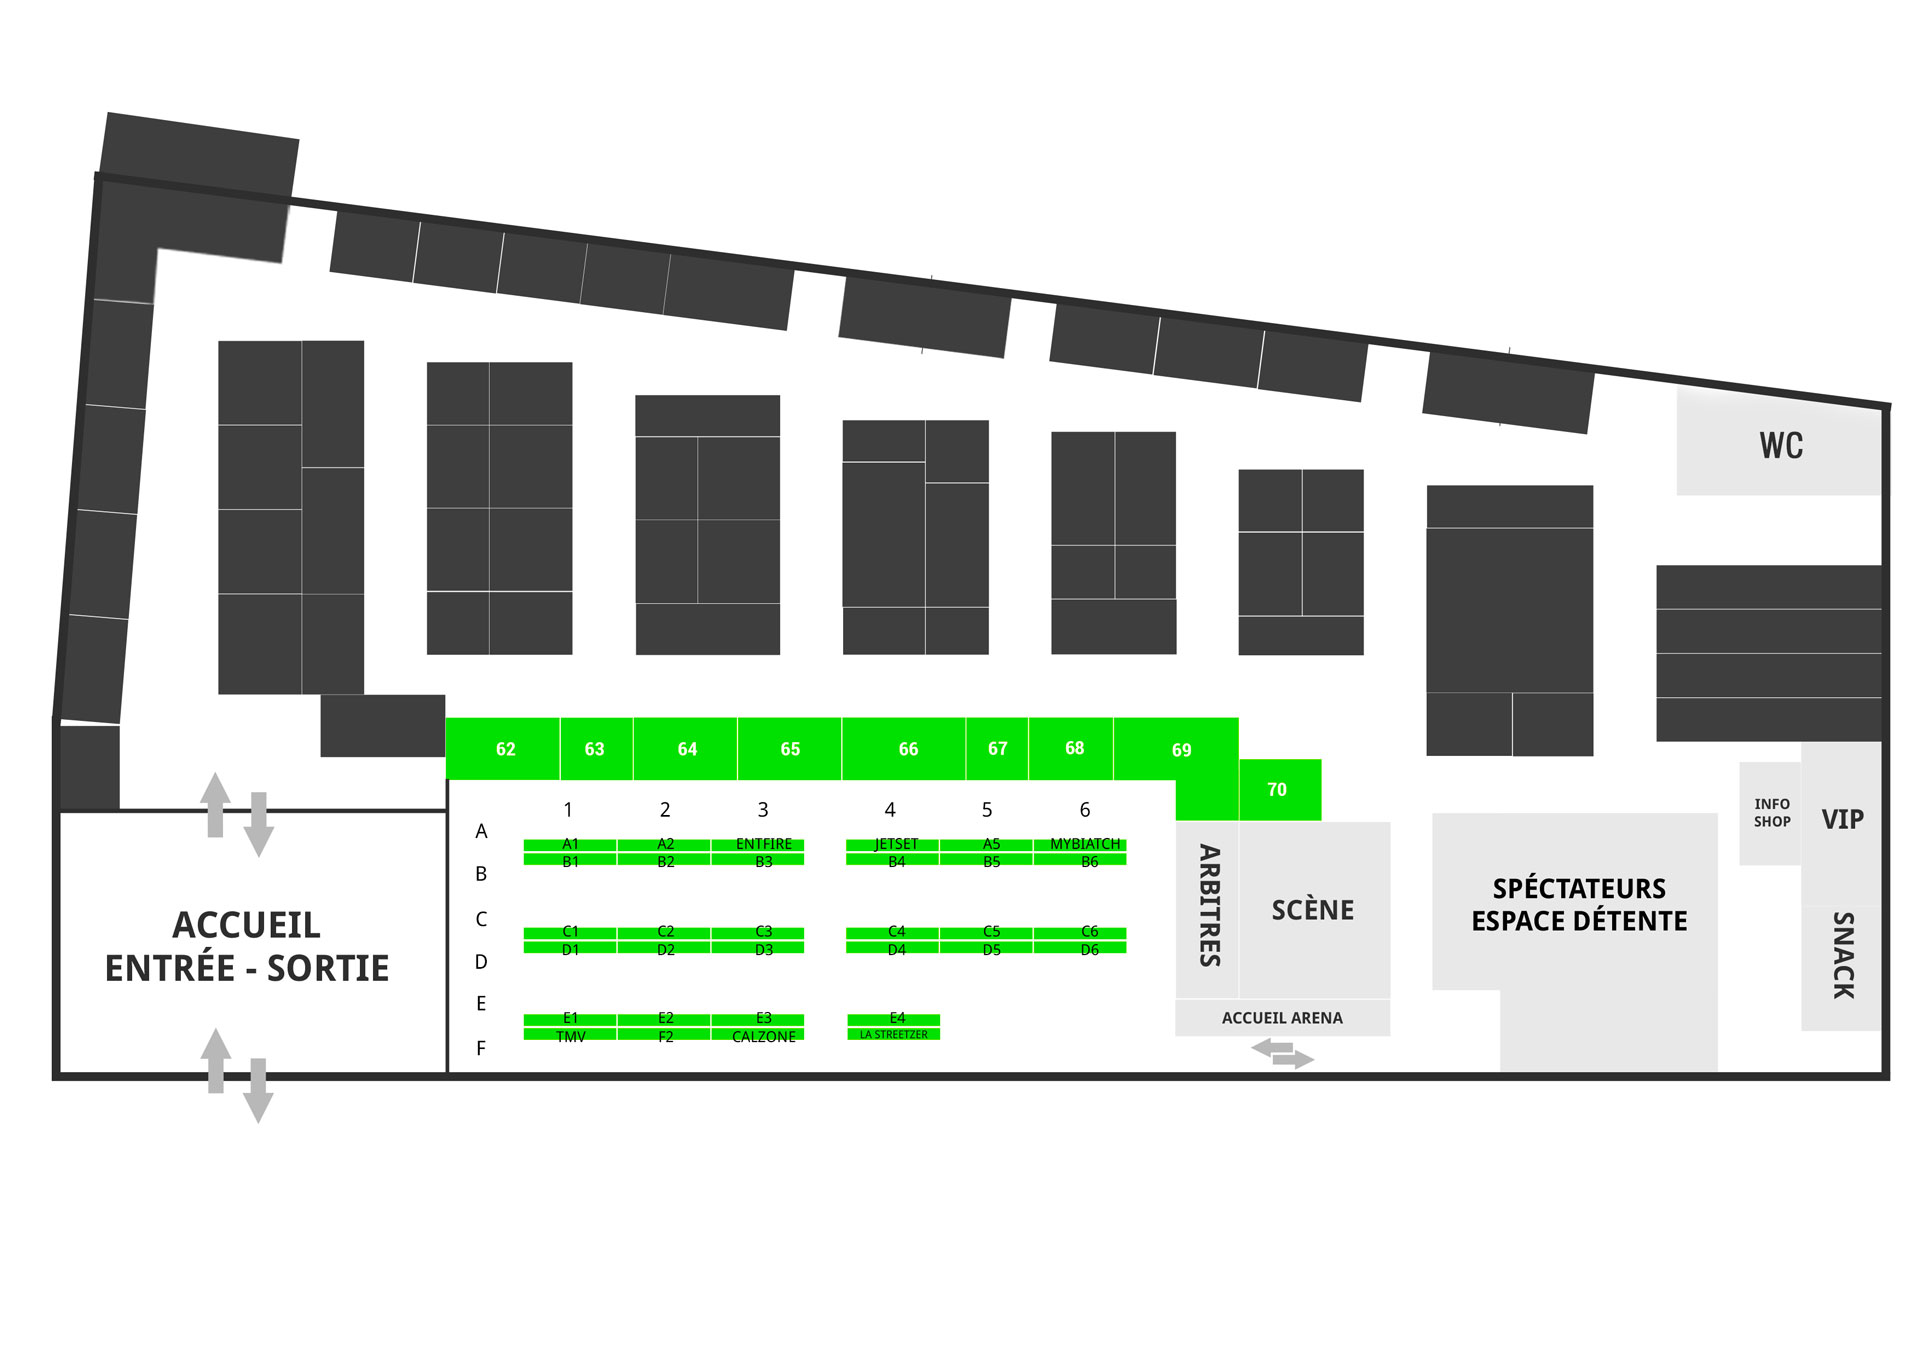 WC
62 63 64 65 66 67 68 69
70
1 2 3 4 5 6
A
A1 A2 ENTFIRE JETSET A5 MYBIATCH
B1 B2 B3 B4 B5 B6
B
C
C1 C2 C3 C4 C5 C6
D1 D2 D3 D4 D5 D6
D
E
E1 E2 E3 E4
TMV F2 CALZONE LA STREETZER
F
ACCUEIL
ENTRÉE - SORTIE
ARBITRES
SCÈNE
ACCUEIL ARENA
SPÉCTATEURS
ESPACE DÉTENTE
INFO
SHOP
VIP
SNACK